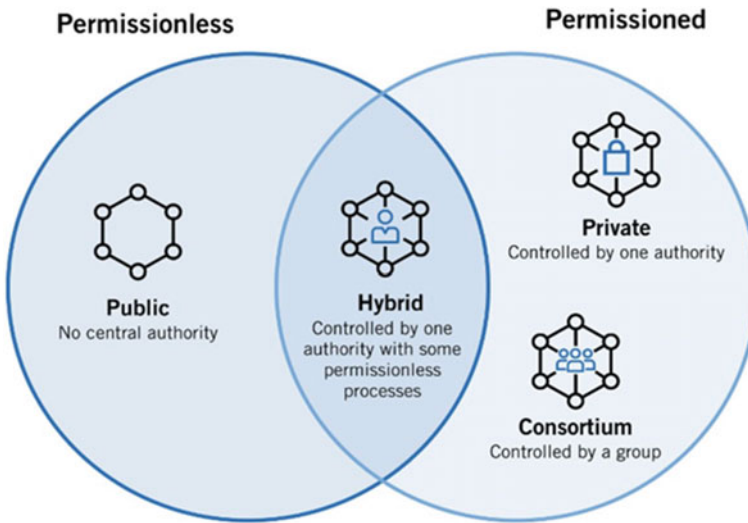 Permissionless
Permissioned
Public
No central authority
Hybrid
Controlled by one
authority with some
permissionless
processes
Private
Controlled by one authority
Consortium
Controlled by a group